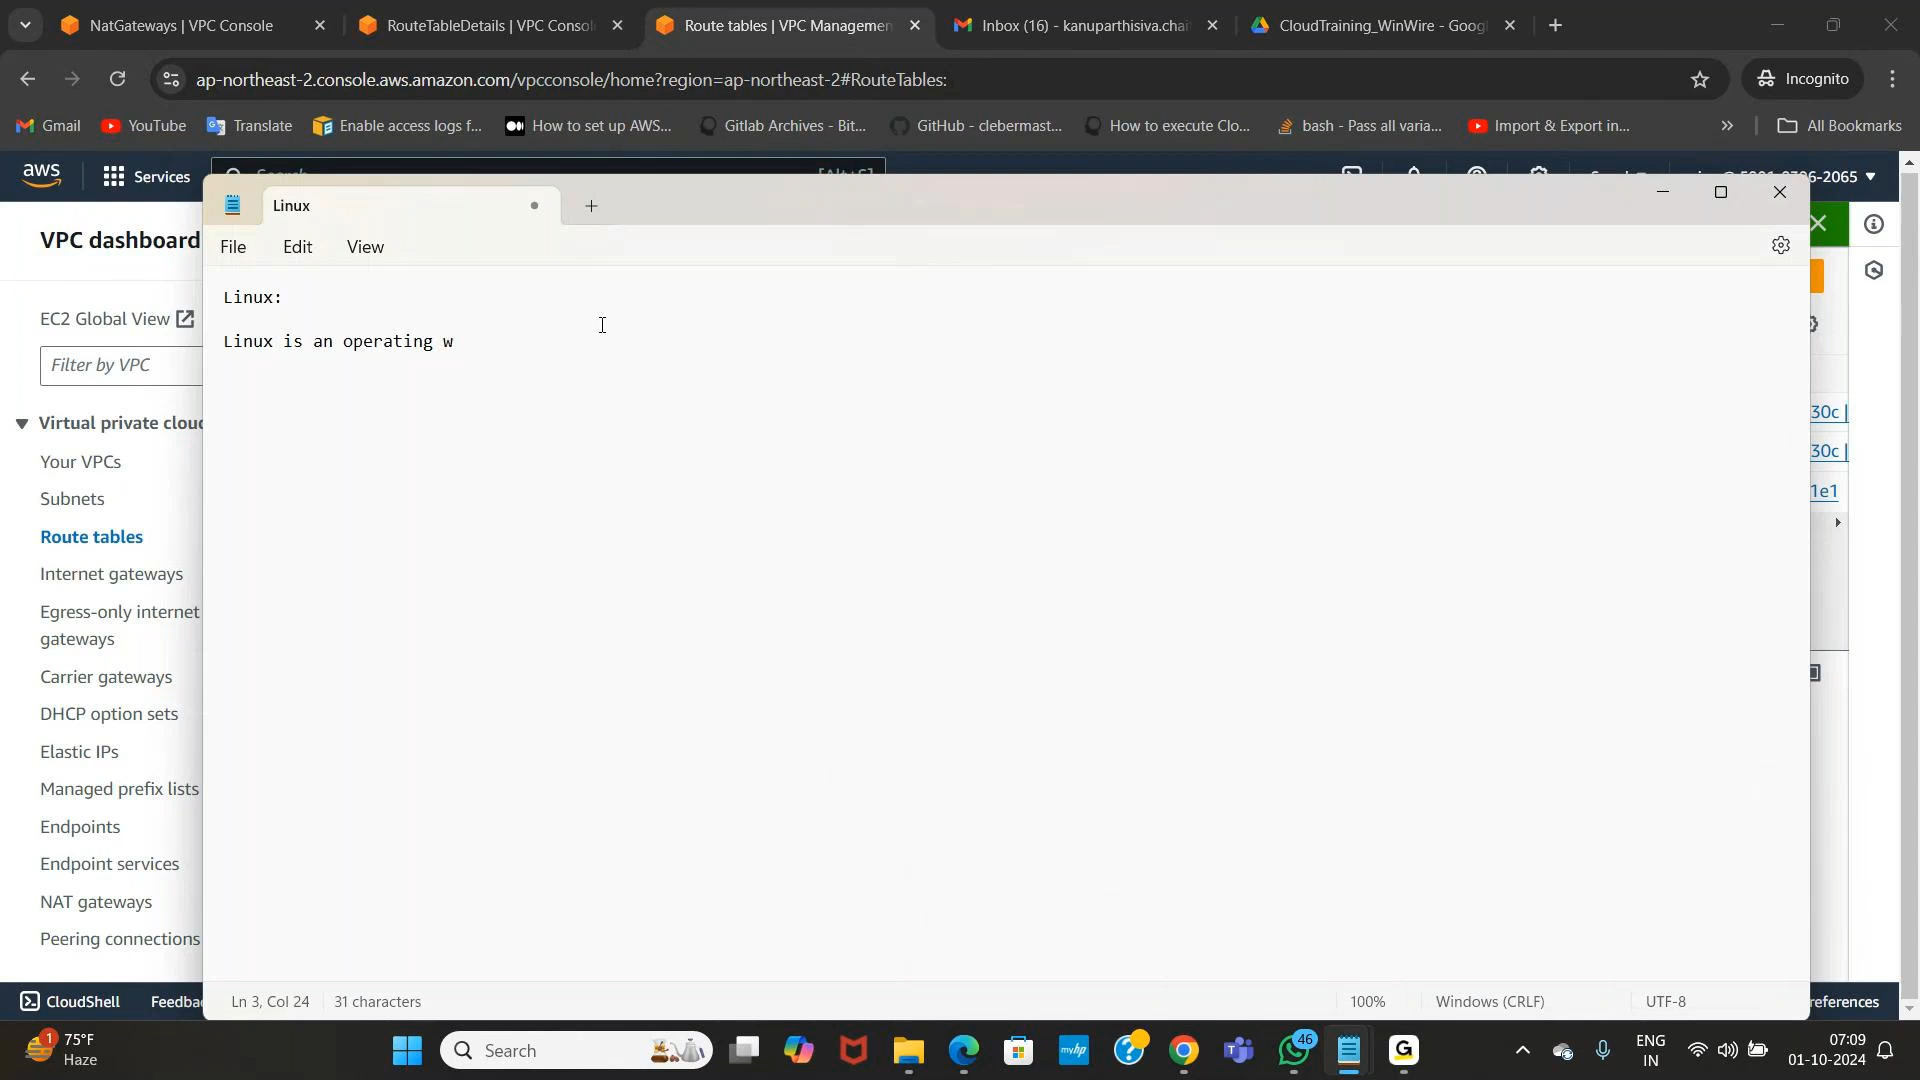 NatGateways | VPC Console
RouteTableDetails | VPC Consol
Route tables | VPC Managemen
Inbox (16) - kanuparthisiva.chai
CloudTraining_WinWire - Goog
ap-northeast-2.console.aws.amazon.com/vpcconsole/home?region=ap-northeast-2#RouteTables:
Incognito
Gmail
YouTube
Translate
Enable access logs f...
How to set up AWS...
Gitlab Archives - Bit...
GitHub - clebermast...
How to execute Clo...
bash - Pass all varia...
Import & Export in...
All Bookmarks
aws
Services
Linux
File
Edit
View
Linux:
Linux is an operating w
VPC dashboard
EC2 Global View
Filter by VPC
Virtual private clou
Your VPCs
Subnets
Route tables
Internet gateways
Egress-only internet
gateways
Carrier gateways
DHCP option sets
Elastic IPs
Managed prefix lists
Endpoints
Endpoint services
NAT gateways
Peering connections
30c |
30c |
1e1
CloudShell
Feedba
Ln 3, Col 24
31 characters
100%
Windows (CRLF)
UTF-8
references
1
75°F
Haze
Search
myhp
46
ENG
IN
07:09
01-10-2024